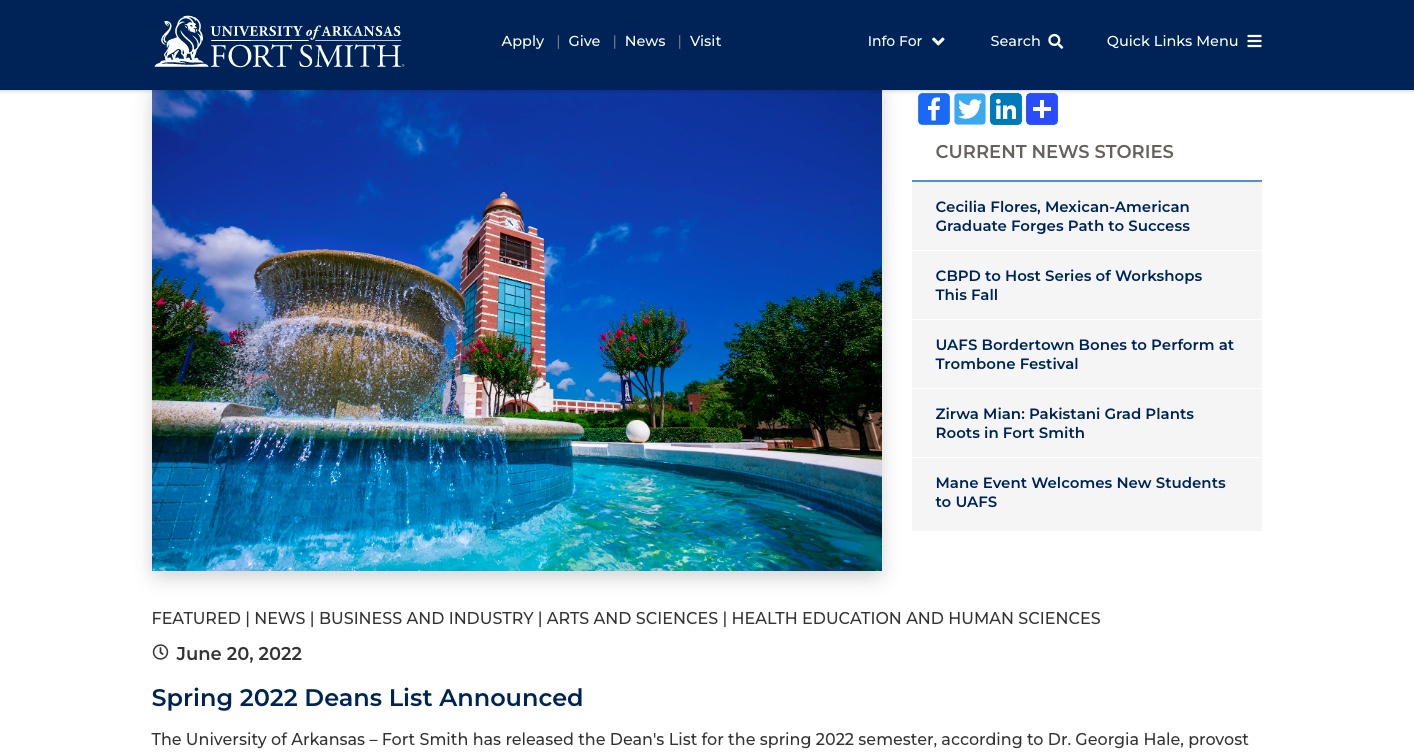 UNIVERSITY of ARKANSAS
FORT SMITH
Apply | Give | News | Visit
Info For
Search
Quick Links Menu
CURRENT NEWS STORIES
Cecilia Flores, Mexican-American
Graduate Forges Path to Success
CBPD to Host Series of Workshops
This Fall
UAFS Bordertown Bones to Perform at
Trombone Festival
Zirwa Mian: Pakistani Grad Plants
Roots in Fort Smith
Mane Event Welcomes New Students
to UAFS
FEATURED | NEWS | BUSINESS AND INDUSTRY | ARTS AND SCIENCES | HEALTH EDUCATION AND HUMAN SCIENCES
June 20, 2022
Spring 2022 Deans List Announced
The University of Arkansas – Fort Smith has released the Dean's List for the spring 2022 semester, according to Dr. Georgia Hale, provost